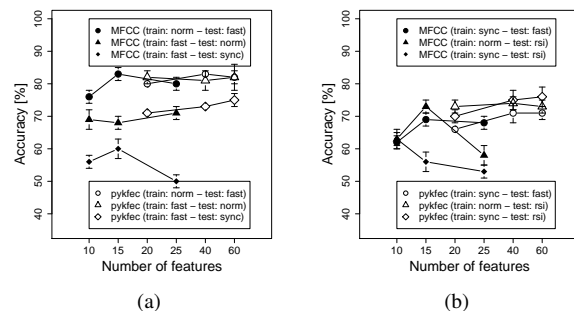 MFCC (train: norm – test: fast)
MFCC (train: fast – test: norm)
MFCC (train: fast – test: sync)
pykfec (train: norm – test: fast)
pykfec (train: fast – test: norm)
pykfec (train: fast – test: sync)
Accuracy [%]
100
90
80
70
60
50
40
10 15 20 25 40 60
Number of features
(a)
MFCC (train: sync – test: fast)
MFCC (train: norm – test: rsi)
MFCC (train: sync – test: rsi)
pykfec (train: sync – test: fast)
pykfec (train: norm – test: rsi)
pykfec (train: sync – test: rsi)
Accuracy [%]
100
90
80
70
60
50
40
10 15 20 25 40 60
Number of features
(b)